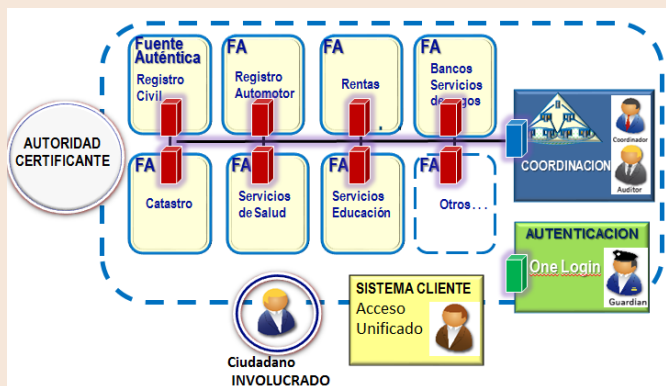 Fuente
Auténtica
Registro
Civil
FA
Registro
Automotor
FA
Rentas
FA
Bancos
Servicios
AUTORIDAD
CERTIFICANTE
FA
Catastro
FA
Servicios
de Salud
FA
Servicios
Educación
FA
Otros...
COORDINACION
Coordinador
Auditor
AUTENTICACION
One Login
Guardian
SISTEMA CLIENTE
Acceso
Unificado
Ciudadano
INVOLUCRADO